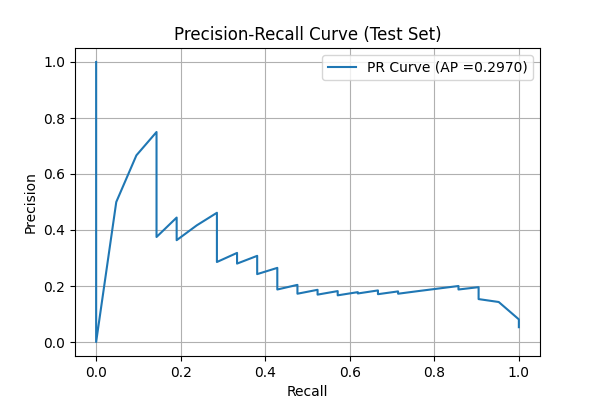 Precision-Recall Curve (Test Set)
PR Curve (AP =0.2970)
Precision
1.0
0.8
0.6
0.4
0.2
0.0
0.0 0.2 0.4 0.6 0.8 1.0
Recall